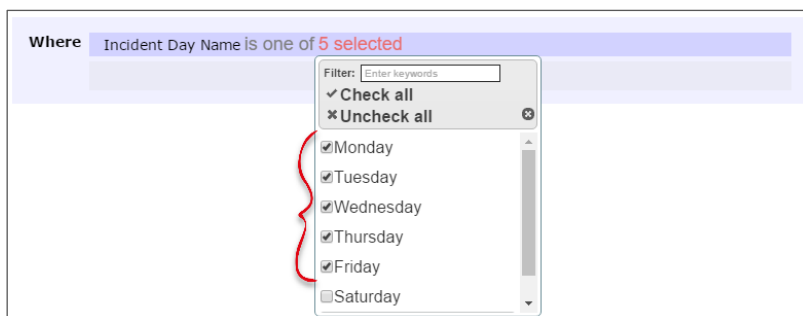 Where Incident Day Name is one of 5 selected
Filter: Enter keywords
Check all
Uncheck all
Monday
Tuesday
Wednesday
Thursday
Friday
Saturday